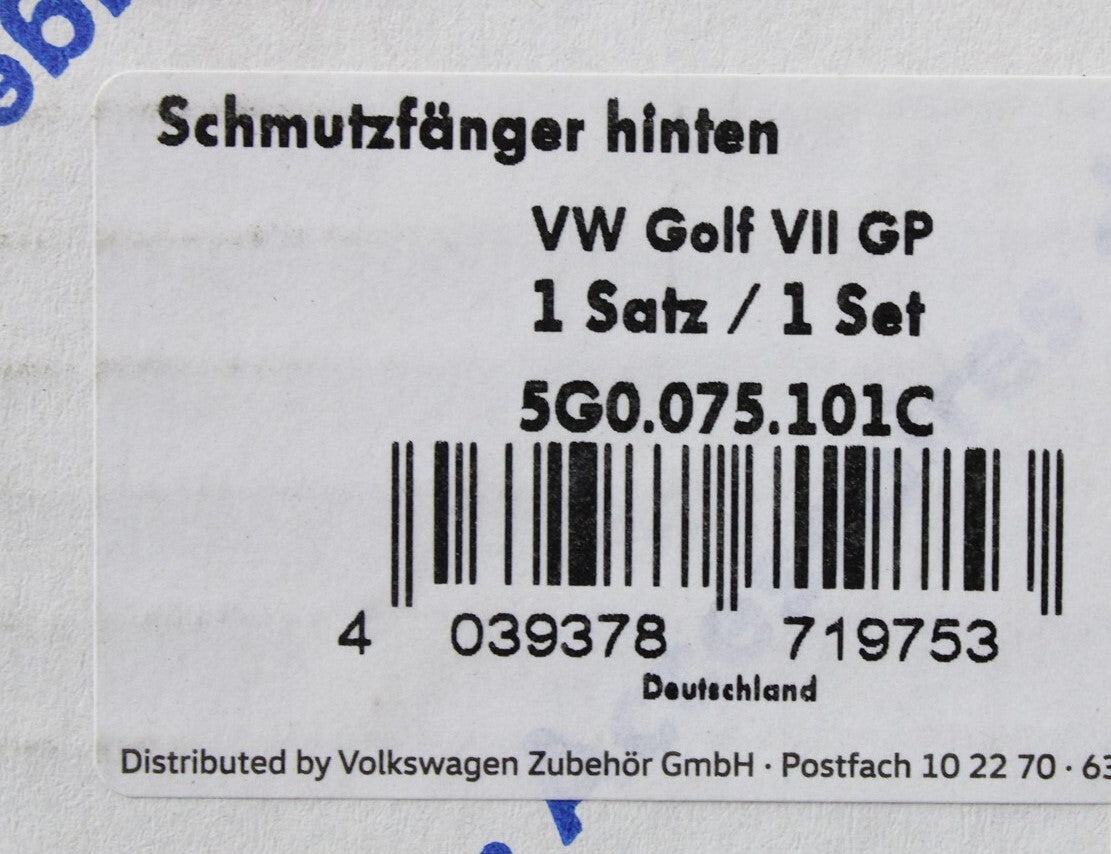 Schmutzfänger hinten
VW Golf VII GP
1 Satz / 1 Set
5G0.075.101C
4 039378 719753
Deutschland
Distributed by Volkswagen Zubehör GmbH · Postfach 10 22 70 · 63